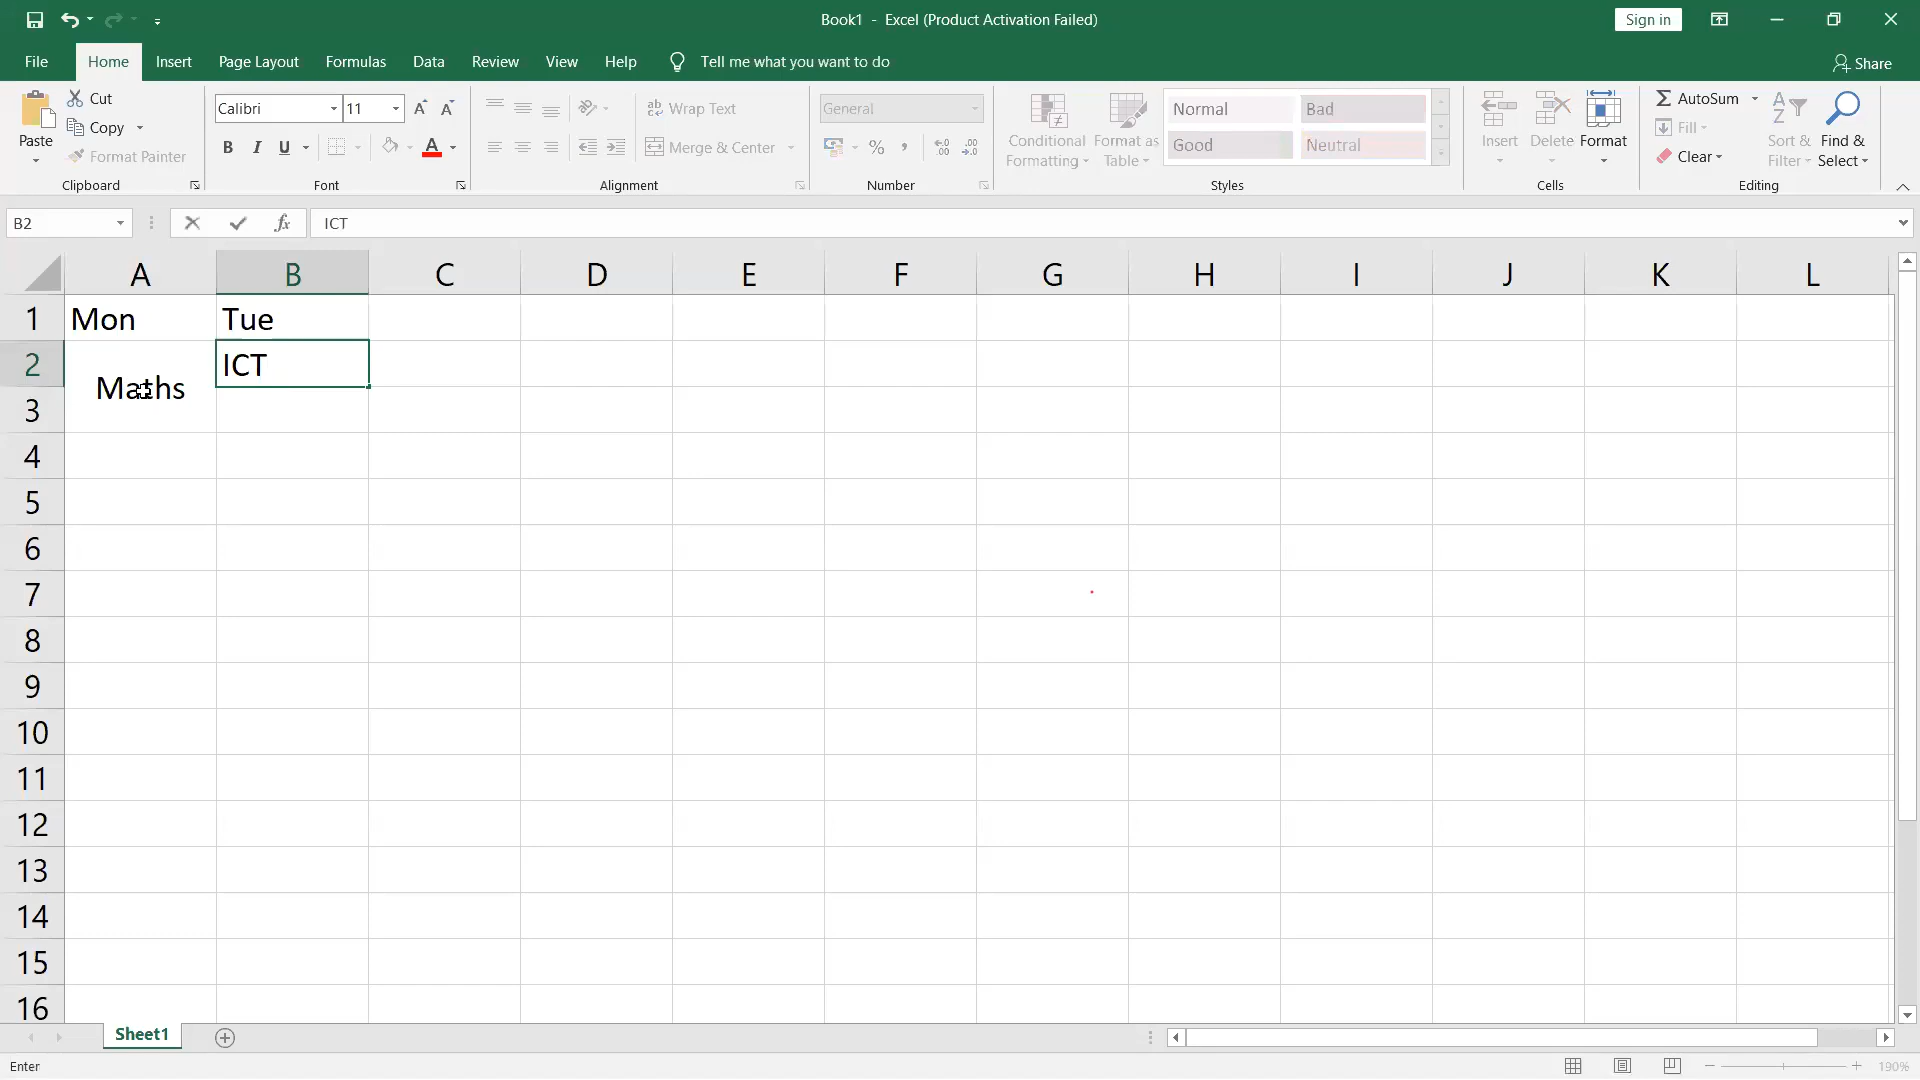 Book1 - Excel (Product Activation Failed)
Sign in
File Home Insert Page Layout Formulas Data Review View Help Tell me what you want to do
Share
Paste
Cut
Copy
Format Painter
Clipboard
Calibri 11
B I U A
Font
Wrap Text
Merge & Center
Alignment
General
% ,
Number
Conditional Formatting
Format as Table
Normal Bad
Good Neutral
Styles
Insert Delete Format
Cells
AutoSum
Fill
Clear
Sort & Filter
Find & Select
Editing
B2 fx ICT
A B C D E F G H I J K L
1 Mon Tue
2 Maths ICT
3
4
5
6
7
8
9
10
11
12
13
14
15
16
Sheet1
Enter
190%